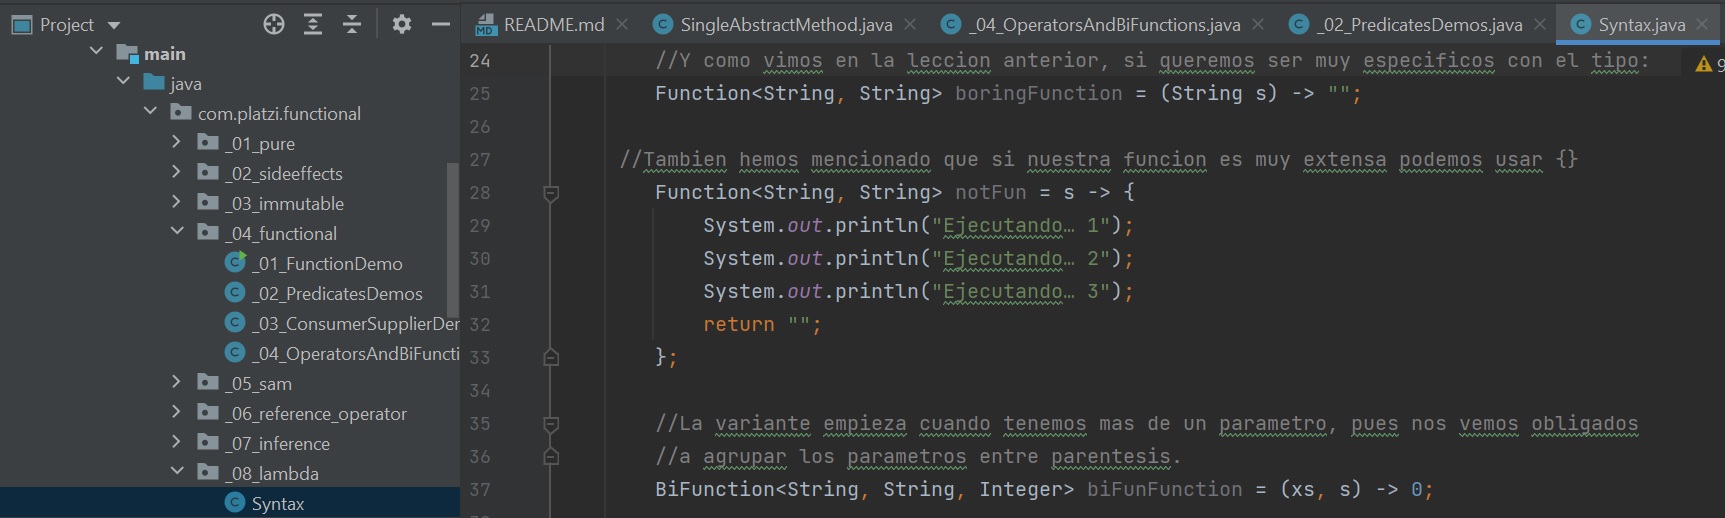 Project
main
java
com.platzi.functional
_01_pure
_02_sideeffects
_03_immutable
_04_functional
_01_FunctionDemo
_02_PredicatesDemos
_03_ConsumerSupplierDer
_04_OperatorsAndBiFuncti
_05_sam
_06_reference_operator
_07_inference
_08_lambda
Syntax
README.md SingleAbstractMethod.java _04_OperatorsAndBiFunctions.java _02_PredicatesDemos.java Syntax.java
24 //Y como vimos en la leccion anterior, si queremos ser muy especificos con el tipo: 9
25 Function<String, String> boringFunction = (String s) -> "";
26
27 //Tambien hemos mencionado que si nuestra funcion es muy extensa podemos usar {}
28 Function<String, String> notFun = s -> {
29 System.out.println("Ejecutando… 1");
30 System.out.println("Ejecutando… 2");
31 System.out.println("Ejecutando… 3");
32 return "";
33 };
34
35 //La variante empieza cuando tenemos mas de un parametro, pues nos vemos obligados
36 //a agrupar los parametros entre parentesis.
37 BiFunction<String, String, Integer> biFunFunction = (xs, s) -> 0;